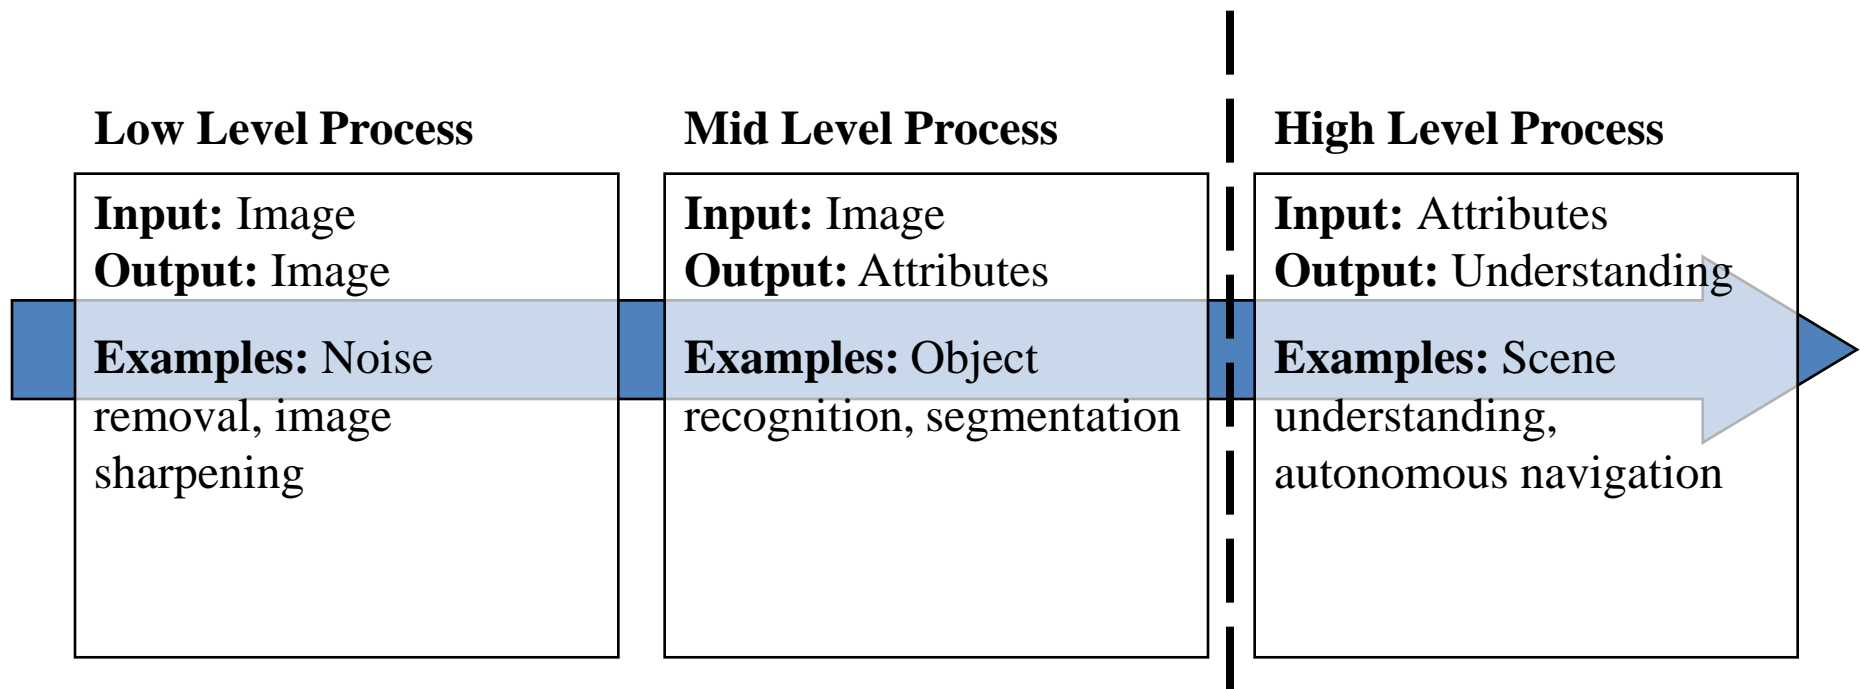 Low Level Process
Input: Image
Output: Image
Examples: Noise
removal, image
sharpening
Mid Level Process
Input: Image
Output: Attributes
Examples: Object
recognition, segmentation
High Level Process
Input: Attributes
Output: Understanding
Examples: Scene
understanding,
autonomous navigation